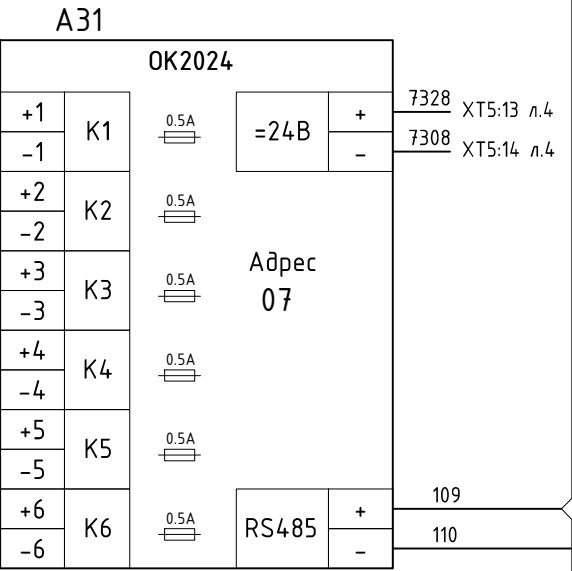 А31
ОК2024
+1 К1 0.5А =24В + 7328 ХТ5:13 л.4
−1 − 7308 ХТ5:14 л.4
+2 К2 0.5А
−2
+3 К3 0.5А Адрес
−3 07
+4 К4 0.5А
−4
+5 К5 0.5А
−5
+6 К6 0.5А RS485 + 109
−6 − 110